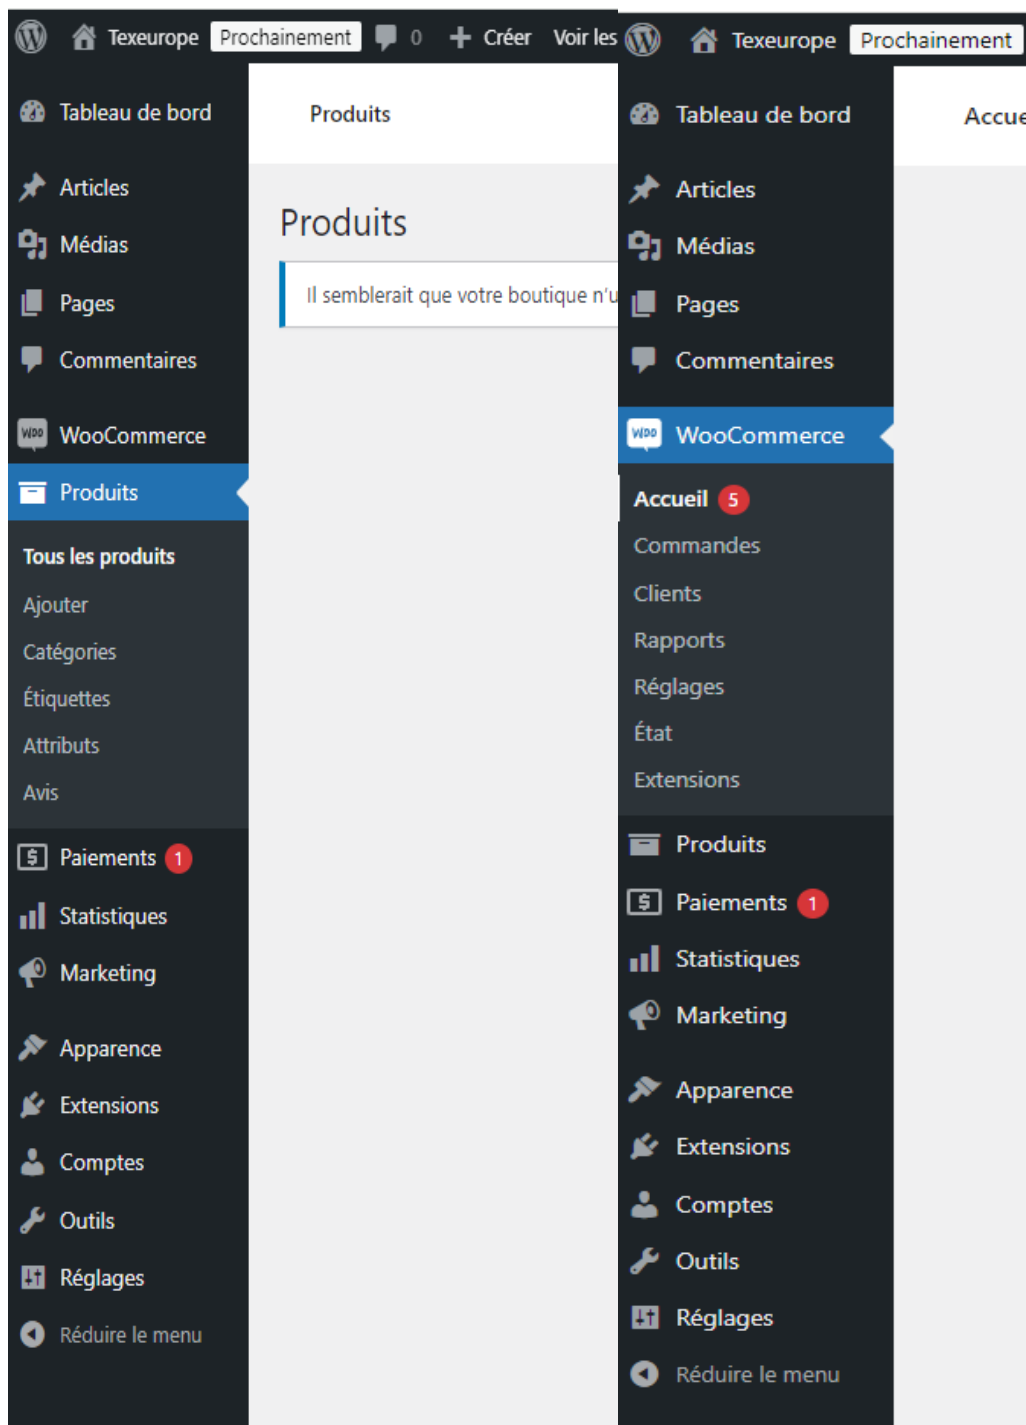 Texeurope Prochainement 0 + Créer Voir les
Tableau de bord
Produits
Articles
Produits
Médias
Il semblerait que votre boutique n'u
Pages
Commentaires
WooCommerce
Produits
Tous les produits
Ajouter
Catégories
Étiquettes
Attributs
Avis
Paiements 1
Statistiques
Marketing
Apparence
Extensions
Comptes
Outils
Réglages
Réduire le menu
Texeurope Prochainement
Tableau de bord
Accue
Articles
Médias
Pages
Commentaires
WooCommerce
Accueil 5
Commandes
Clients
Rapports
Réglages
État
Extensions
Produits
Paiements 1
Statistiques
Marketing
Apparence
Extensions
Comptes
Outils
Réglages
Réduire le menu